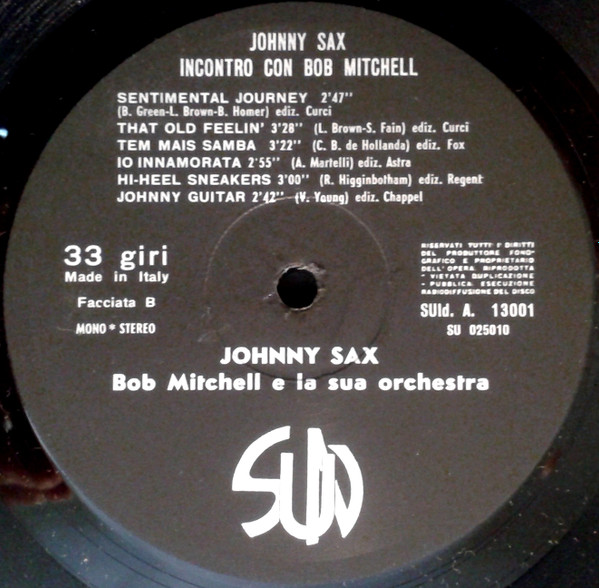 JOHNNY SAX
INCONTRO CON BOB MITCHELL
SENTIMENTAL JOURNEY 2'47''
(B. Green-L. Brown-B. Homer) ediz. Curci
THAT OLD FEELIN' 3'28'' (L. Brown-S. Fain) ediz. Curci
TEM MAIS SAMBA 3'22'' (C. B. de Hollanda) ediz. Fox
IO INNAMORATA 2'55'' (A. Martelli) ediz. Astra
HI-HEEL SNEAKERS 3'00'' (R. Higginbotham) ediz. Regent
JOHNNY GUITAR 2'42'' (V. Young) ediz. Chappel
33 giri
Made in Italy
Facciata B
MONO * STEREO
RISERVATI TUTTI I' DIRITTI
DEL PRODUTTORE FONO-
GRAFICO E PROPRIETARIO
DELL'OPERA RIPRODOTTA
- VIETATA DUPLICAZIONE
- PUBBLICA ESECUZIONE
RADIODIFFUSIONE DEL DISCO
SUld. A. 13001
SU 025010
JOHNNY SAX
Bob Mitchell e la sua orchestra
SUN